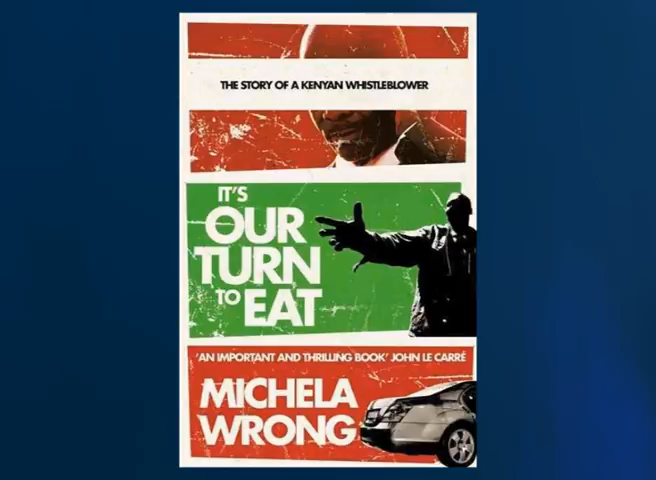 THE STORY OF A KENYAN WHISTLEBLOWER
IT'S
OUR
TURN
TO EAT
'AN IMPORTANT AND THRILLING BOOK' JOHN LE CARRÉ
MICHELA
WRONG